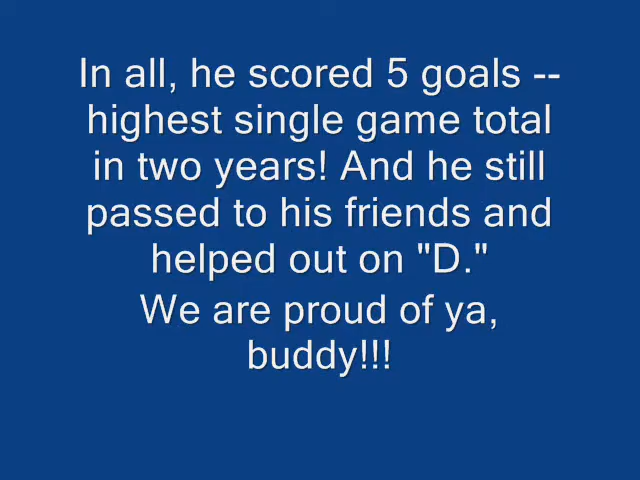 In all, he scored 5 goals --
highest single game total
in two years! And he still
passed to his friends and
helped out on "D."
We are proud of ya,
buddy!!!